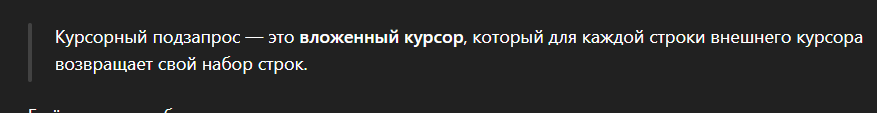 Курсорный подзапрос — это вложенный курсор, который для каждой строки внешнего курсора
возвращает свой набор строк.